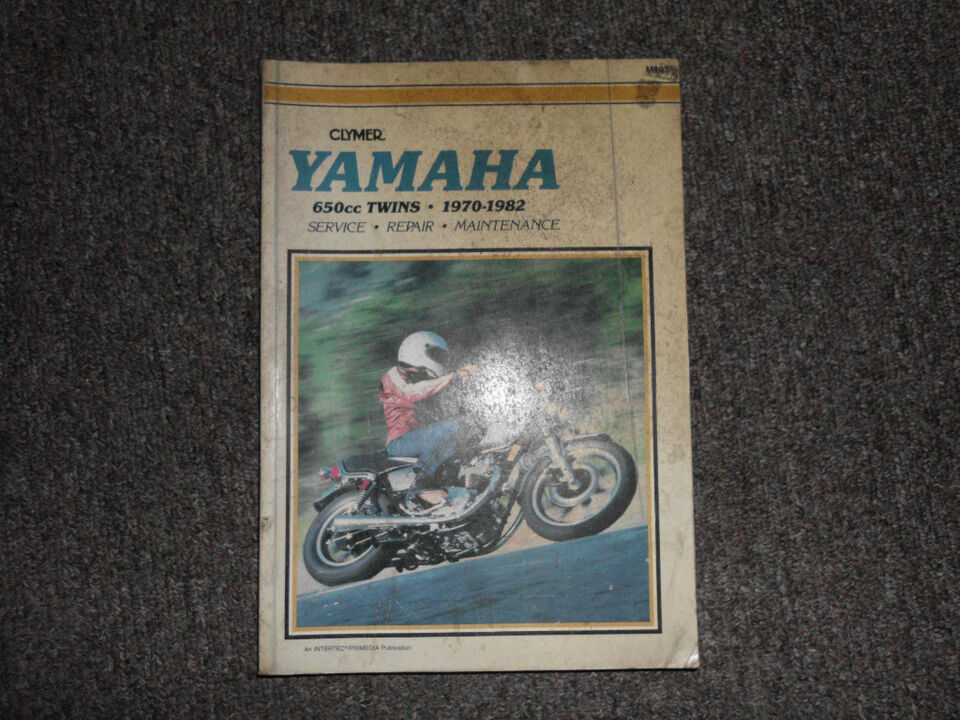 CLYMER
YAMAHA
650cc TWINS • 1970-1982
SERVICE • REPAIR • MAINTENANCE
An INTERTEC/PRIMEDIA Publication